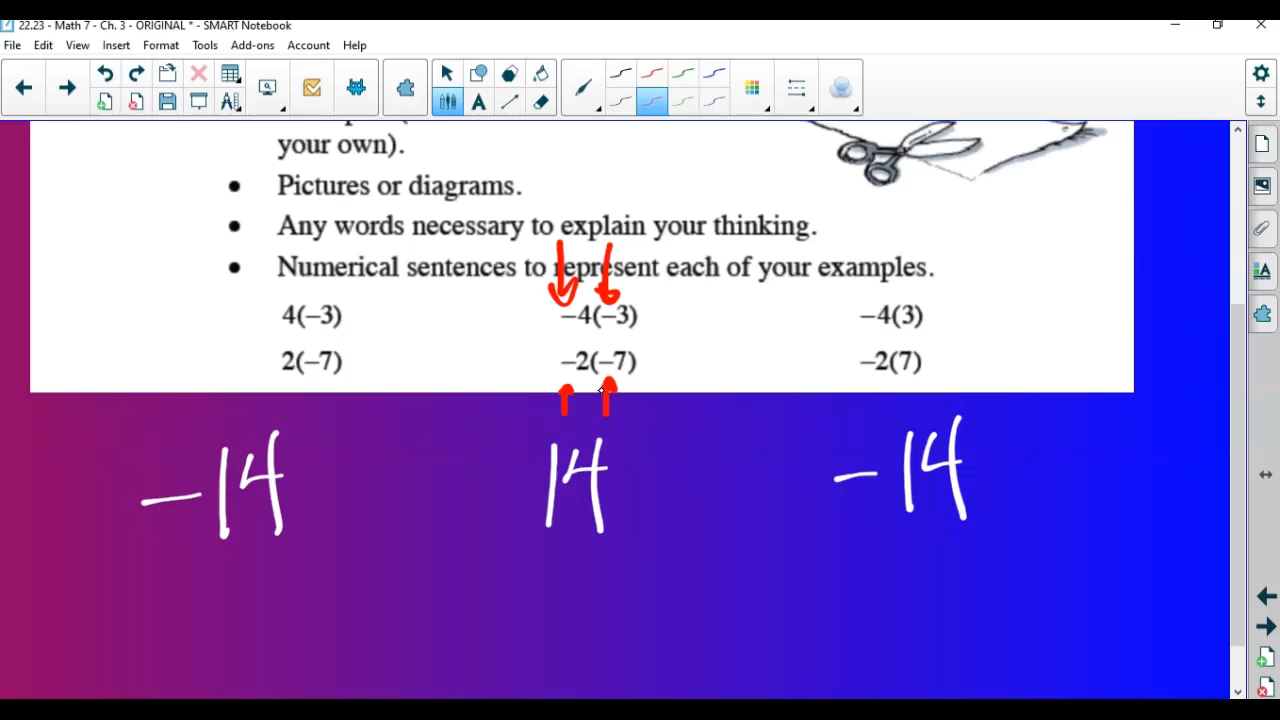 22.23 - Math 7 - Ch. 3 - ORIGINAL * - SMART Notebook
File Edit View Insert Format Tools Add-ons Account Help
your own).
• Pictures or diagrams.
• Any words necessary to explain your thinking.
• Numerical sentences to represent each of your examples.
4(–3) –4(–3) –4(3)
2(–7) –2(–7) –2(7)
-14 14 -14